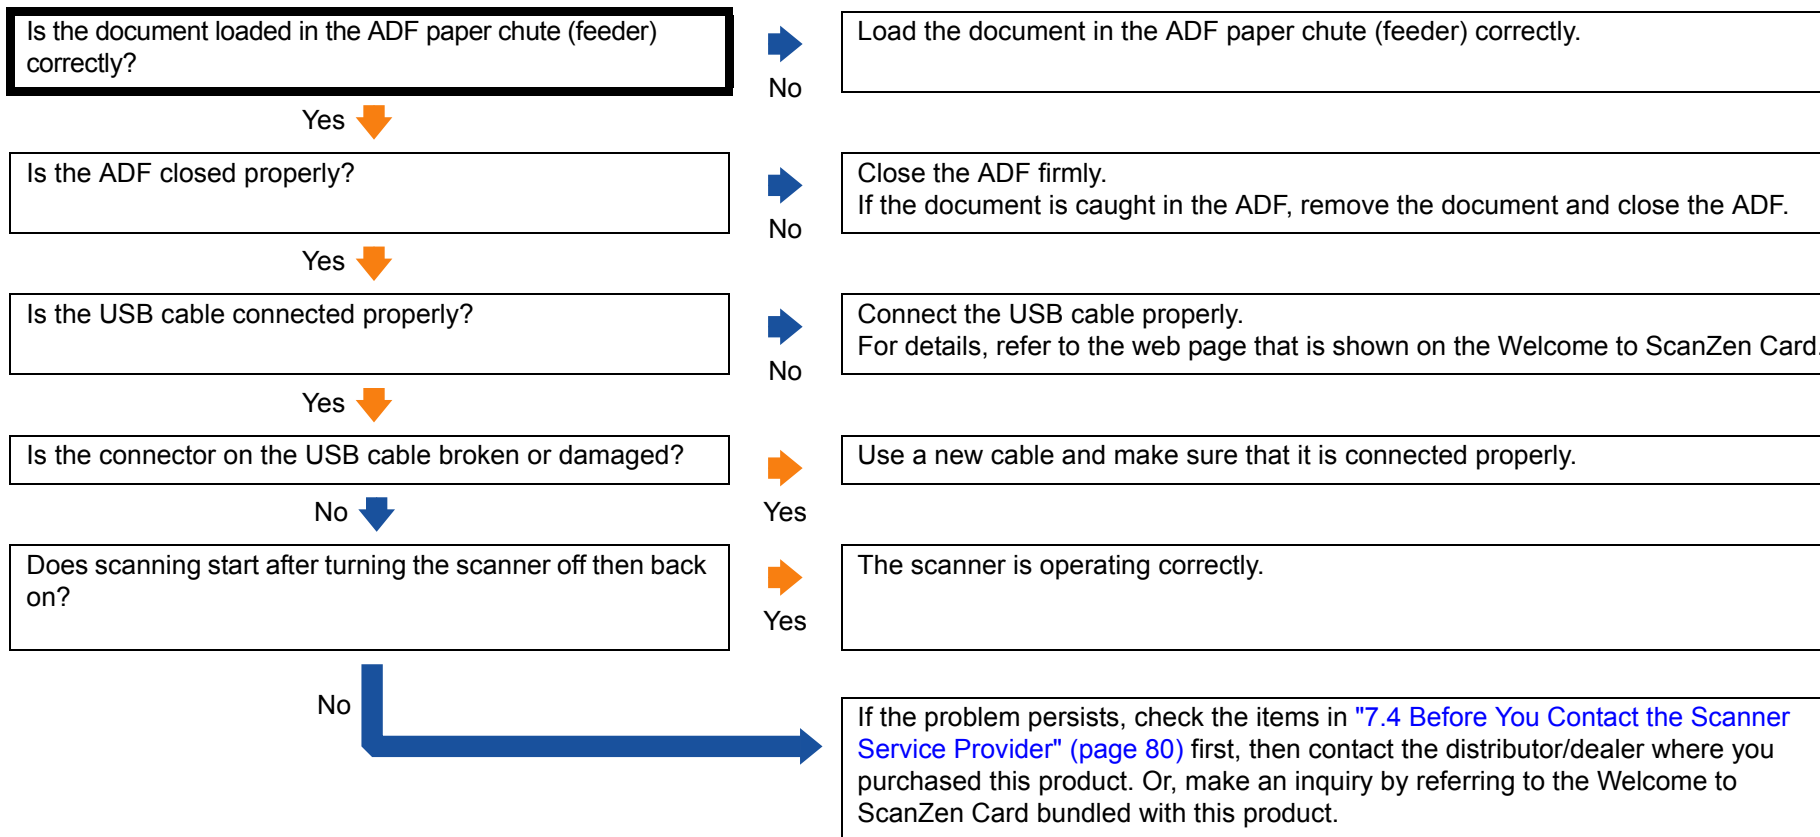 Is the document loaded in the ADF paper chute (feeder)
correctly?
No
Load the document in the ADF paper chute (feeder) correctly.
Yes
Is the ADF closed properly?
No
Close the ADF firmly.
If the document is caught in the ADF, remove the document and close the ADF.
Yes
Is the USB cable connected properly?
No
Connect the USB cable properly.
For details, refer to the web page that is shown on the Welcome to ScanZen Card.
Yes
Is the connector on the USB cable broken or damaged?
Yes
Use a new cable and make sure that it is connected properly.
No
Does scanning start after turning the scanner off then back
on?
Yes
The scanner is operating correctly.
No
If the problem persists, check the items in "7.4 Before You Contact the Scanner
Service Provider" (page 80) first, then contact the distributor/dealer where you
purchased this product. Or, make an inquiry by referring to the Welcome to
ScanZen Card bundled with this product.